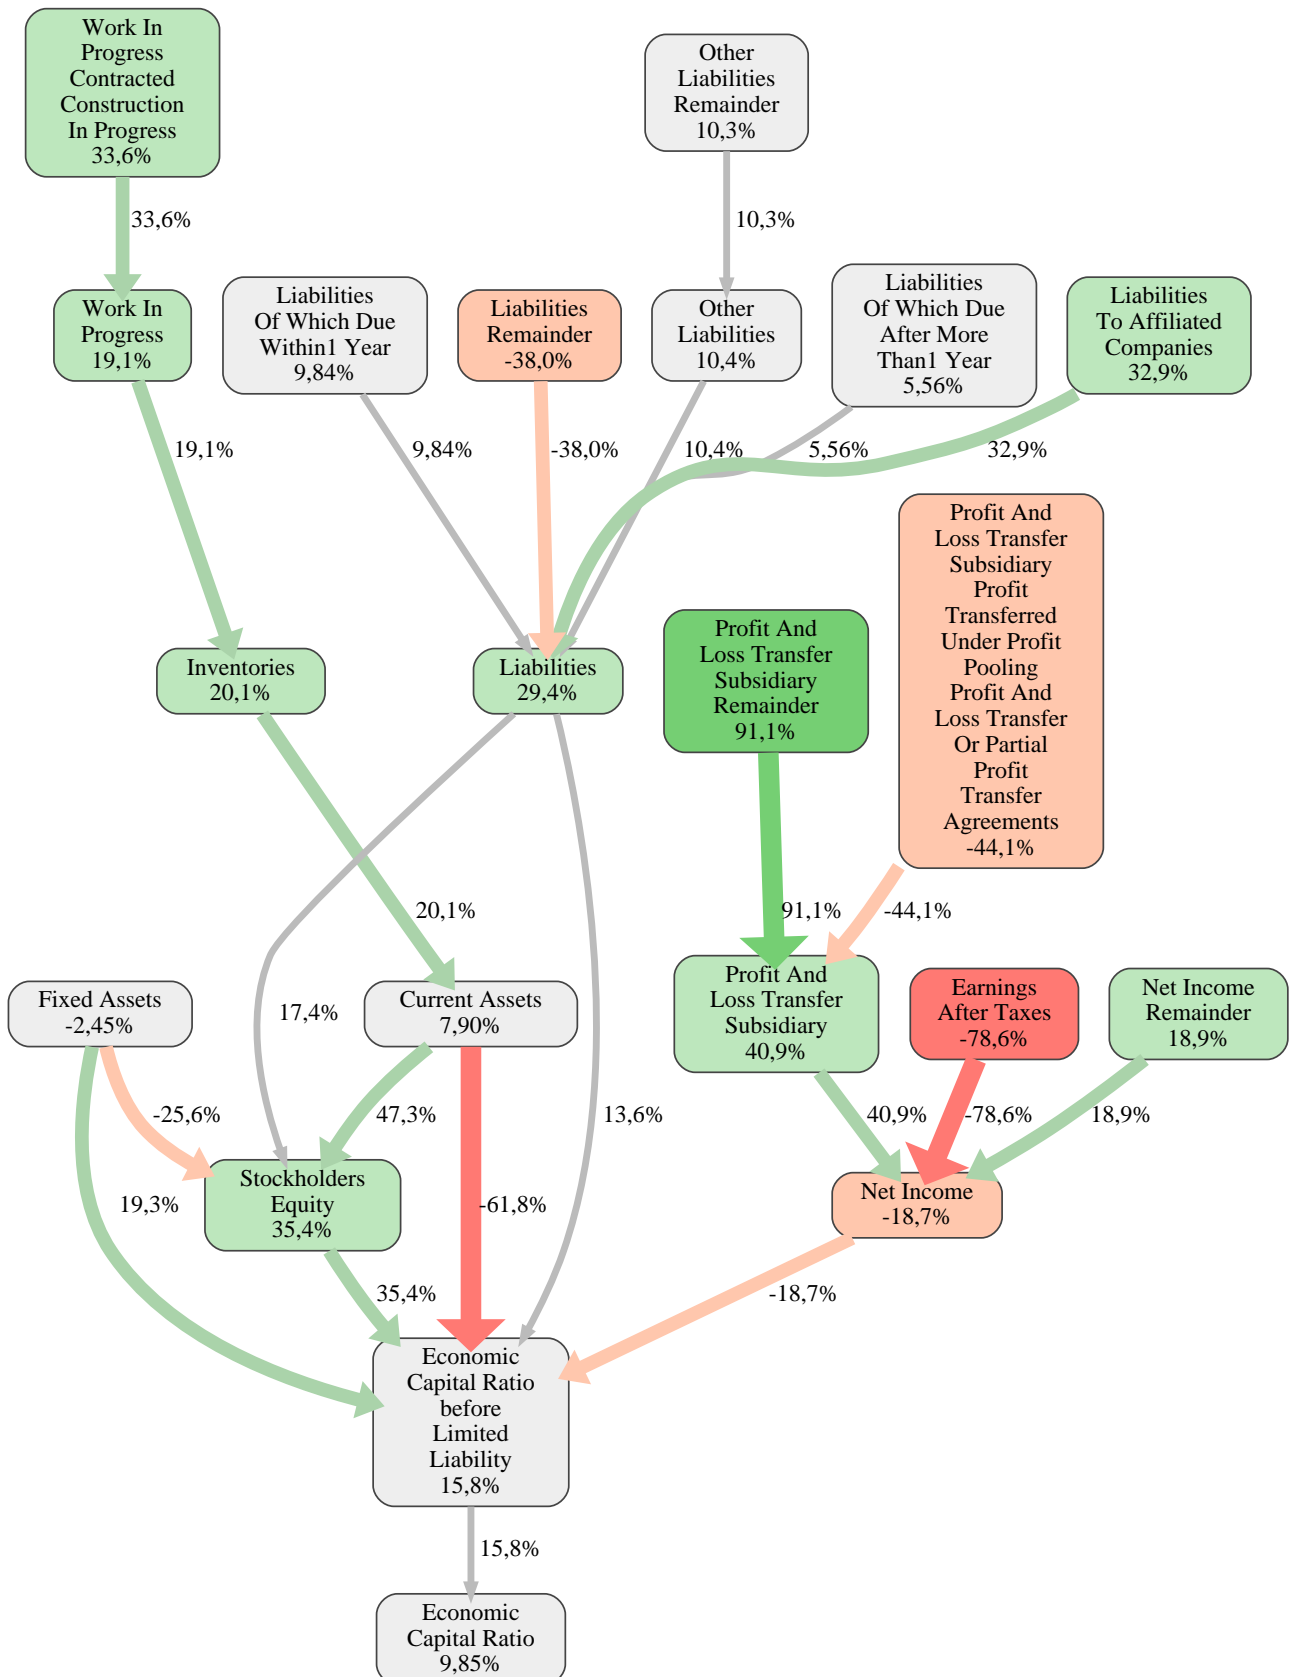 Work In
Progress
Contracted
Construction
In Progress
33,6%
Other
Liabilities
Remainder
10,3%
33,6%
10,3%
Work In
Progress
19,1%
Liabilities
Of Which Due
Within1 Year
9,84%
Liabilities
Remainder
-38,0%
Other
Liabilities
10,4%
Liabilities
Of Which Due
After More
Than1 Year
5,56%
Liabilities
To Affiliated
Companies
32,9%
19,1%
9,84%
-38,0%
10,4%
5,56%
32,9%
Profit And
Loss Transfer
Subsidiary
Profit
Transferred
Under Profit
Pooling
Profit And
Loss Transfer
Or Partial
Profit
Transfer
Agreements
-44,1%
Inventories
20,1%
Liabilities
29,4%
Profit And
Loss Transfer
Subsidiary
Remainder
91,1%
20,1%
91,1%
-44,1%
Fixed Assets
-2,45%
17,4%
Current Assets
7,90%
Profit And
Loss Transfer
Subsidiary
40,9%
Earnings
After Taxes
-78,6%
Net Income
Remainder
18,9%
-25,6%
47,3%
13,6%
40,9%
-78,6%
18,9%
19,3%
Stockholders
Equity
35,4%
-61,8%
Net Income
-18,7%
35,4%
-18,7%
Economic
Capital Ratio
before
Limited
Liability
15,8%
15,8%
Economic
Capital Ratio
9,85%